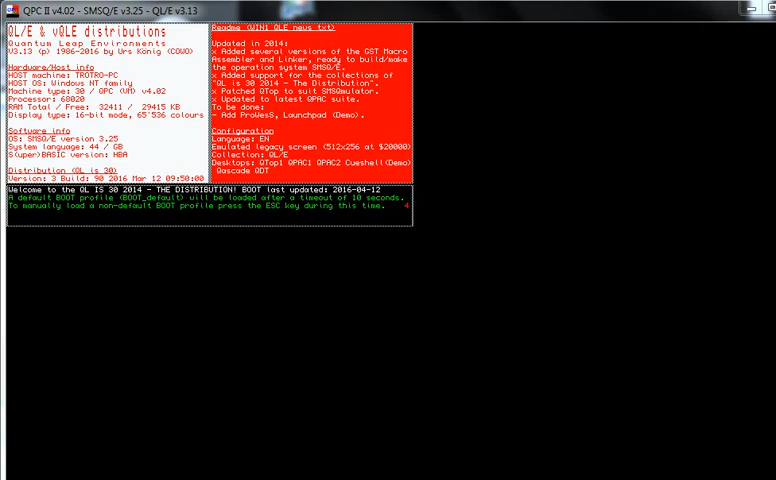 QPC II v4.02 - SMSQ/E v3.25 - QL/E v3.13
QL/E & vQLE distributions
Quantum Leap Environments
V3.13 (p) 1986-2016 by Urs König (COWO)
Hardware/Host info
HOST machine: TROTRO-PC
HOST OS: Windows NT family
Machine type: 30 / QPC (VM) v4.02
Processor: 68020
RAM Total / Free: 32411 / 29415 KB
Display type: 16-bit mode, 65'536 colours
Software info
OS: SMSQ/E version 3.25
System language: 44 / GB
S(uper)BASIC version: HBA
Distribution (QL is 30)
Version: 3 Build: 90 2016 Mar 12 09:50:00
Readme (WIN1_QLE_news_txt)
Updated in 2014:
x Added several versions of the GST Macro
Assembler and Linker, ready to build/make
the operation system SMSQ/E.
x Added support for the collections of
"QL is 30 2014 - The Distribution".
x Patched QTop to suit SMSQmulator.
x Updated to latest QPAC suite.
To be done:
- Add ProWesS, Launchpad (Demo).
Configuration
Language: EN
Emulated legacy screen (512x256 at $20000)
Collection: QL/E
Desktops: QTop1 QPAC1 QPAC2 Cueshell(Demo)
Qascade QDT
Welcome to the QL IS 30 2014 - THE DISTRIBUTION! BOOT last updated: 2016-04-12
A default BOOT profile (BOOT_default) will be loaded after a timeout of 10 seconds.
To manually load a non-default BOOT profile press the ESC key during this time. 4